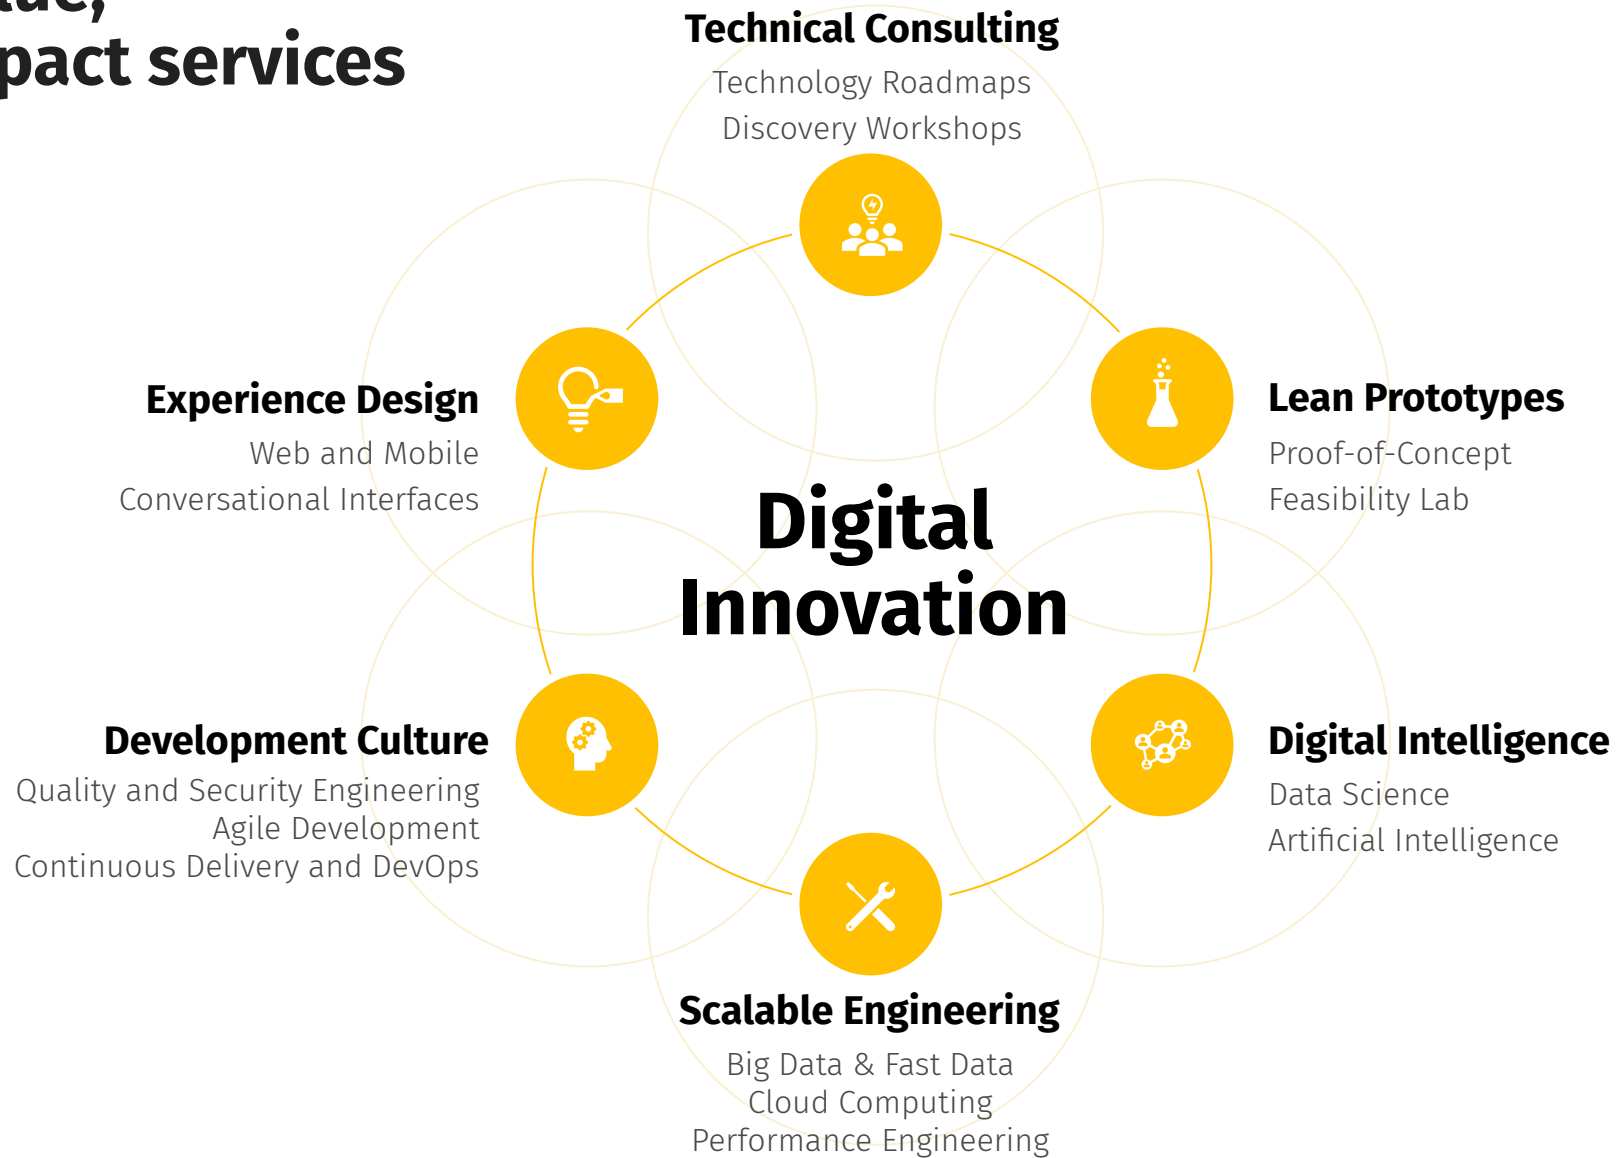 pact services
Technical Consulting
Technology Roadmaps
Discovery Workshops
Experience Design
Web and Mobile
Conversational Interfaces
Lean Prototypes
Proof-of-Concept
Feasibility Lab
Digital
Innovation
Development Culture
Quality and Security Engineering
Agile Development
Continuous Delivery and DevOps
Digital Intelligence
Data Science
Artificial Intelligence
Scalable Engineering
Big Data & Fast Data
Cloud Computing
Performance Engineering